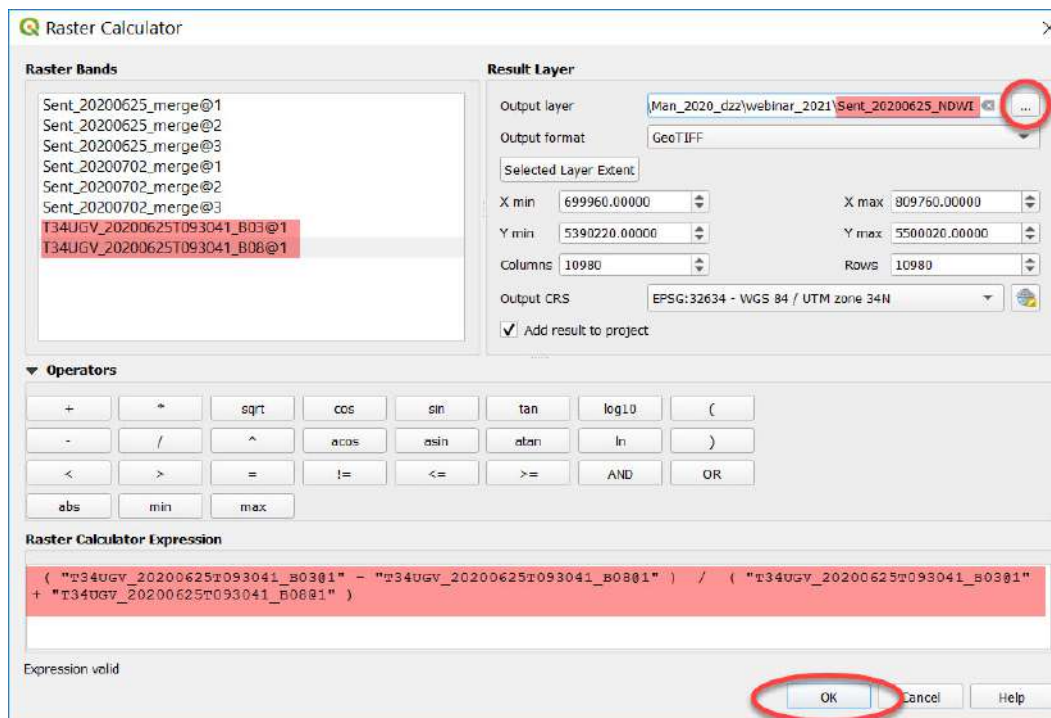 Raster Calculator
Raster Bands
Sent_20200625_merge@1
Sent_20200625_merge@2
Sent_20200625_merge@3
Sent_20200702_merge@1
Sent_20200702_merge@2
Sent_20200702_merge@3
T34UGV_20200625T093041_B03@1
T34UGV_20200625T093041_B08@1
Result Layer
Output layer \Man_2020_dzz\webinar_2021\Sent_20200625_NDWI ...
Output format GeoTIFF
Selected Layer Extent
X min 699960.00000 X max 809760.00000
Y min 5390220.00000 Y max 5500020.00000
Columns 10980 Rows 10980
Output CRS EPSG:32634 - WGS 84 / UTM zone 34N
Add result to project
Operators
+ * sqrt cos sin tan log10 (
- / ^ acos asin atan ln )
< > = != <= >= AND OR
abs min max
Raster Calculator Expression
( "T34UGV_20200625T093041_B03@1" - "T34UGV_20200625T093041_B08@1" ) / ( "T34UGV_20200625T093041_B03@1"
+ "T34UGV_20200625T093041_B08@1" )
Expression valid
OK Cancel Help